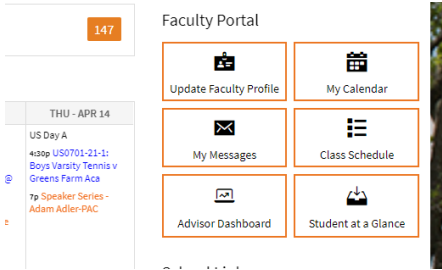 147
THU - APR 14
US Day A
4:30p US0701-21-1:
Boys Varsity Tennis v
Greens Farm Aca
7p Speaker Series -
Adam Adler-PAC
@
e
Faculty Portal
Update Faculty Profile
My Calendar
My Messages
Class Schedule
Advisor Dashboard
Student at a Glance